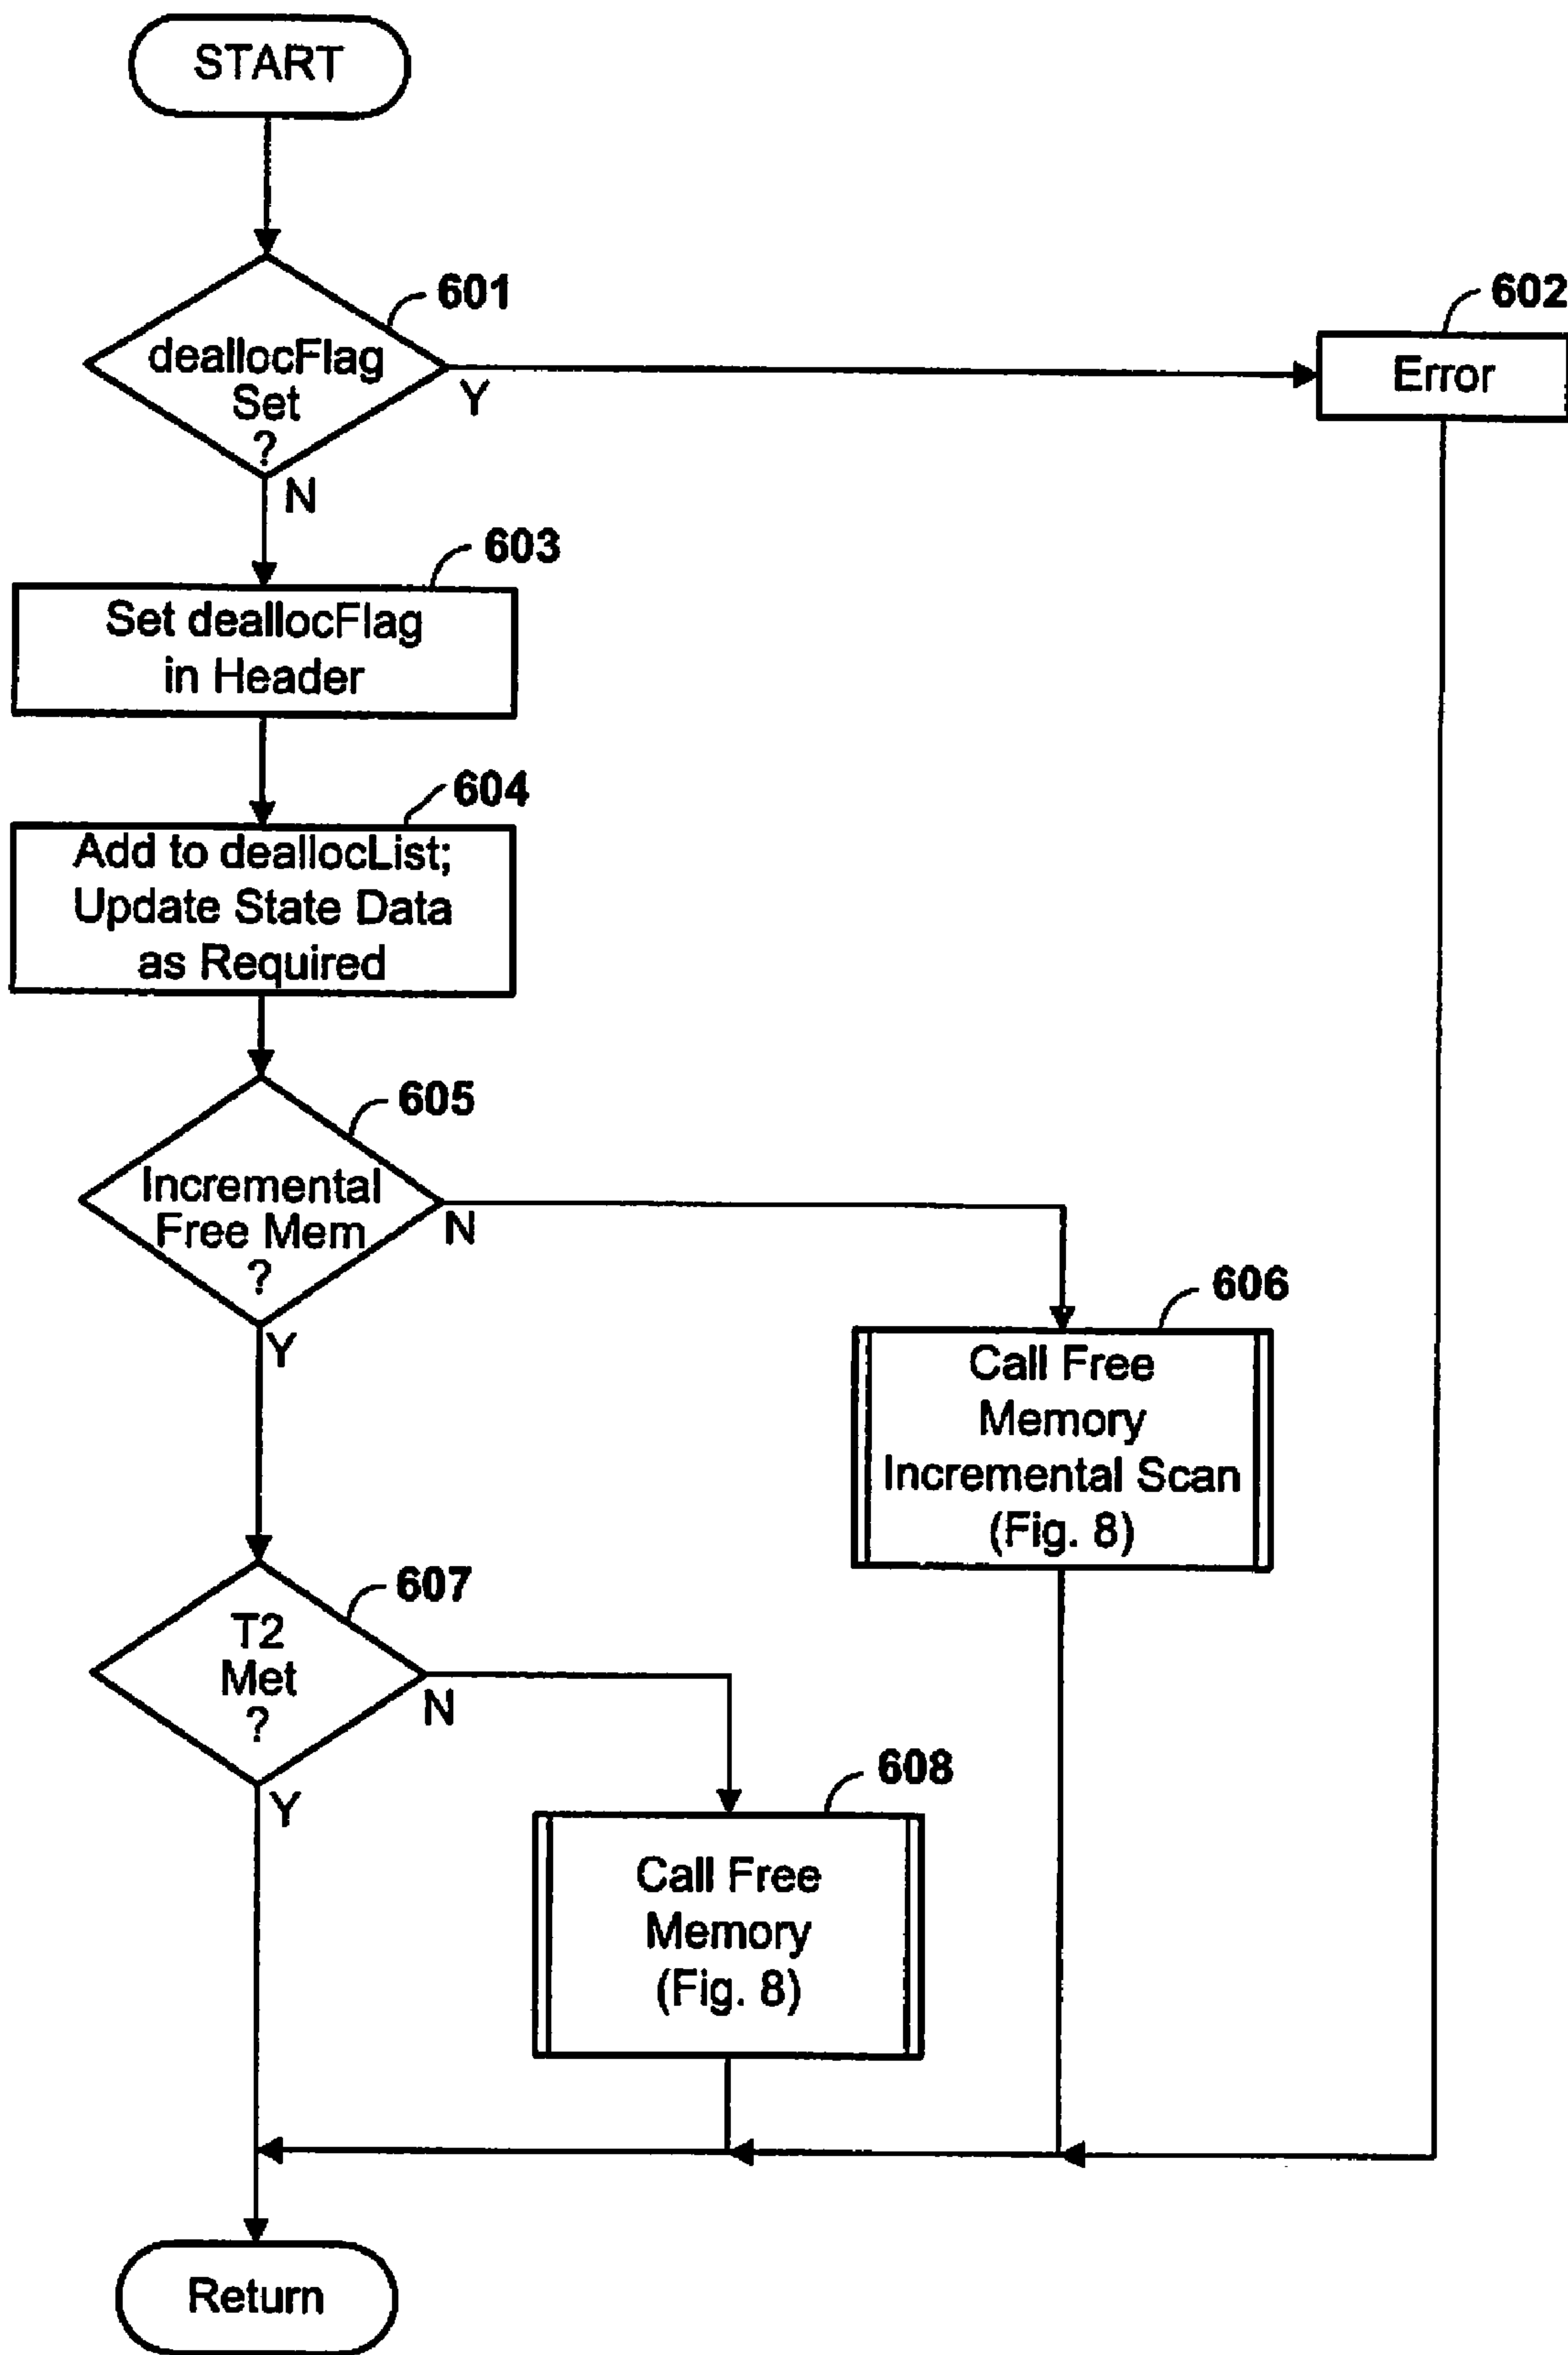 START
601
deallocFlag
Set
?
Y
N
602
Error
603
Set deallocFlag
in Header
604
Add to deallocList;
Update State Data
as Required
605
Incremental
Free Mem
?
N
Y
606
Call Free
Memory
Incremental Scan
(Fig. 8)
607
T2
Met
?
N
Y
608
Call Free
Memory
(Fig. 8)
Return